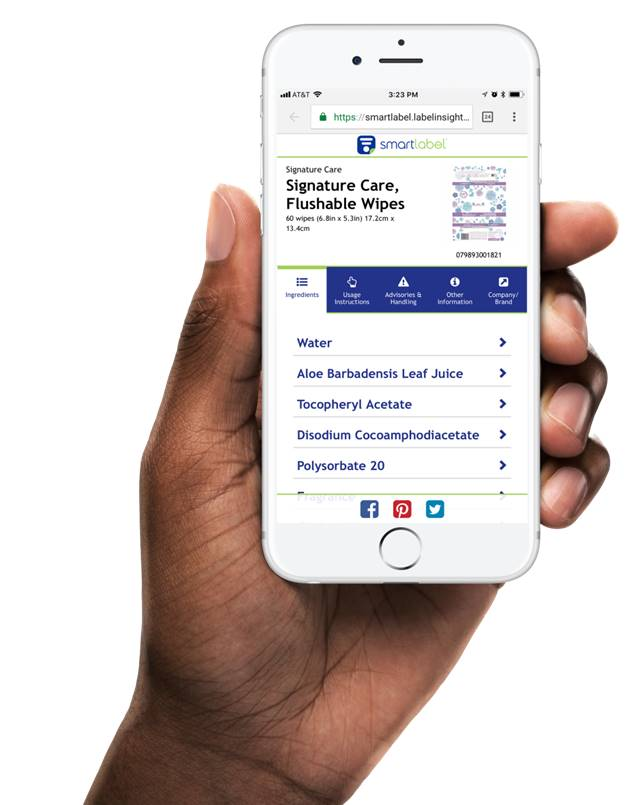 AT&T
3:23 PM
https://smartlabel.labelinsight...
24
smartlabel
Signature Care
Signature Care,
Flushable Wipes
60 wipes (6.8in x 5.3in) 17.2cm x
13.4cm
079893001821
Ingredients
Usage
Instructions
Advisories &
Handling
Other
Information
Company/
Brand
Water
Aloe Barbadensis Leaf Juice
Tocopheryl Acetate
Disodium Cocoamphodiacetate
Polysorbate 20
Fragrance